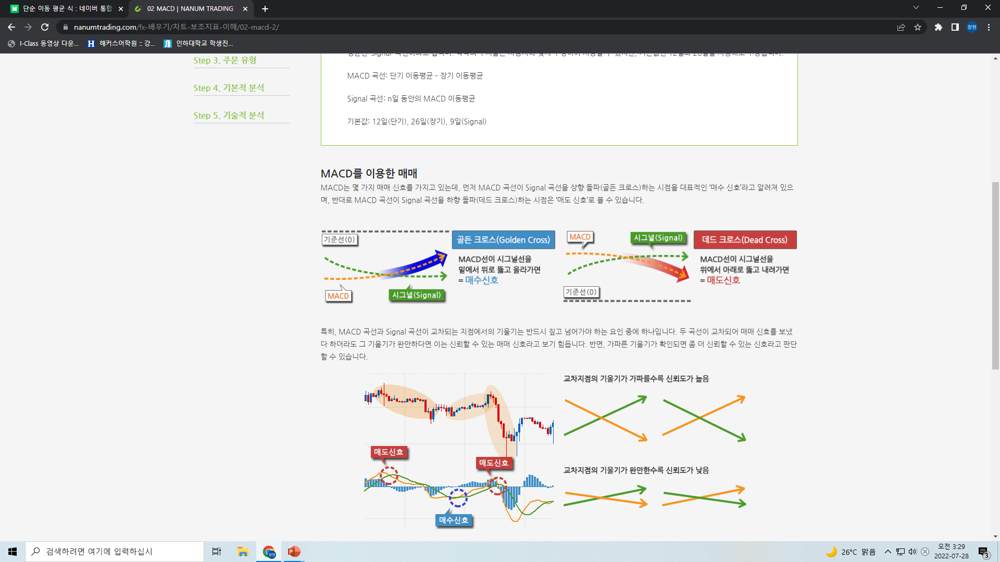 단순 이동 평균 식 : 네이버 통합
02 MACD | NANUM TRADING
nanumtrading.com/fx-배우기/차트-보조지표-이해/02-macd-2/
장현
I-Class 동영상 다운...
해커스어학원 :: 강...
인하대학교 학생진...
Step 3. 주문 유형
Step 4. 기본적 분석
Step 5. 기술적 분석
MACD 곡선: 단기 이동평균 – 장기 이동평균
Signal 곡선: n일 동안의 MACD 이동평균
기본값: 12일(단기), 26일(장기), 9일(Signal)
MACD를 이용한 매매
MACD는 몇 가지 매매 신호를 가지고 있는데, 먼저 MACD 곡선이 Signal 곡선을 상향 돌파(골든 크로스)하는 시점을 대표적인 ‘매수 신호’라고 알려져 있으
며, 반대로 MACD 곡선이 Signal 곡선을 하향 돌파(데드 크로스)하는 시점은 ‘매도 신호’로 볼 수 있습니다.
기준선(0)
골든 크로스(Golden Cross)
MACD선이 시그널선을
밑에서 위로 뚫고 올라가면
= 매수신호
MACD
시그널(Signal)
MACD
시그널(Signal)
데드 크로스(Dead Cross)
MACD선이 시그널선을
위에서 아래로 뚫고 내려가면
= 매도신호
기준선(0)
특히, MACD 곡선과 Signal 곡선이 교차되는 지점에서의 기울기는 반드시 짚고 넘어가야 하는 요인 중에 하나입니다. 두 곡선이 교차되어 매매 신호를 보냈
다 하더라도 그 기울기가 완만하다면 이는 신뢰할 수 있는 매매 신호라고 보기 힘듭니다. 반면, 가파른 기울기가 확인되면 좀 더 신뢰할 수 있는 신호라고 판단
할 수 있습니다.
교차지점의 기울기가 가파를수록 신뢰도가 높음
매도신호
매도신호
매수신호
교차지점의 기울기가 완만한수록 신뢰도가 낮음
검색하려면 여기에 입력하십시
장현
26°C 맑음
오전 3:29
2022-07-28
3